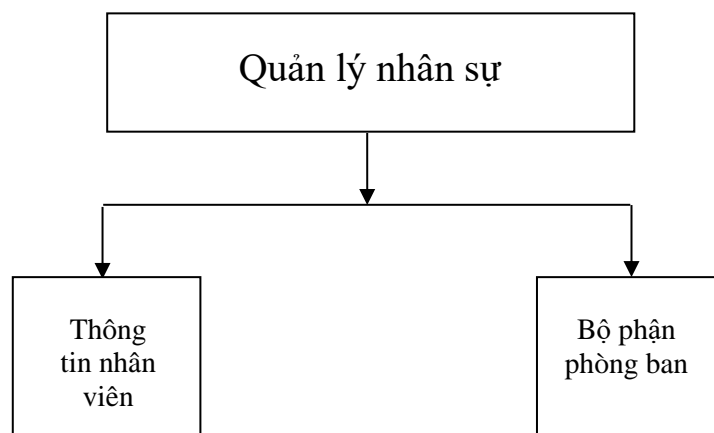 Quản lý nhân sự
Thông
tin nhân
viên
Bộ phận
phòng ban